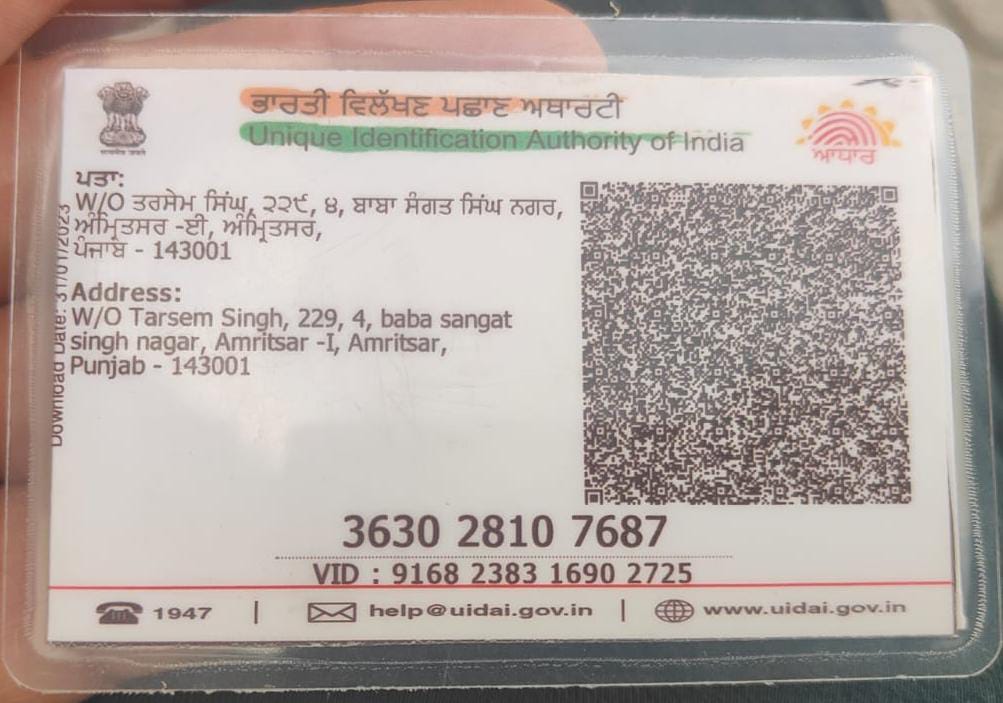 ਭਾਰਤੀ ਵਿਲੱਖਣ ਪਛਾਣ ਅਥਾਰਟੀ
Unique Identification Authority of India
ਆਧਾਰ
ਪਤਾ:
W/O ਤਰਸੇਮ ਸਿੰਘ, ੨੨੯, ੪, ਬਾਬਾ ਸੰਗਤ ਸਿੰਘ ਨਗਰ,
ਅੰਮ੍ਰਿਤਸਰ -ਈ, ਅੰਮ੍ਰਿਤਸਰ,
ਪੰਜਾਬ - 143001
Address:
W/O Tarsem Singh, 229, 4, baba sangat
singh nagar, Amritsar -I, Amritsar,
Punjab - 143001
Download Date: 31/01/2023
3630 2810 7687
VID : 9168 2383 1690 2725
1947 | help@uidai.gov.in | www.uidai.gov.in